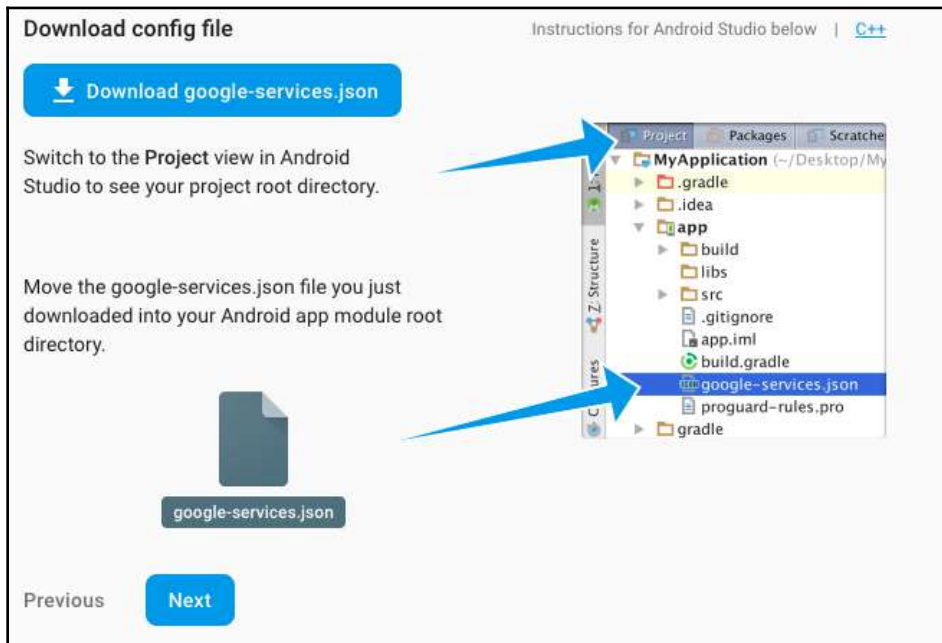 Download config file
Instructions for Android Studio below | C++
Download google-services.json
Switch to the Project view in Android
Studio to see your project root directory.
Move the google-services.json file you just
downloaded into your Android app module root
directory.
google-services.json
Previous
Next
Project Packages Scratche
MyApplication (~/Desktop/My
.gradle
.idea
app
build
libs
src
.gitignore
app.iml
build.gradle
google-services.json
proguard-rules.pro
gradle
Z: Structure